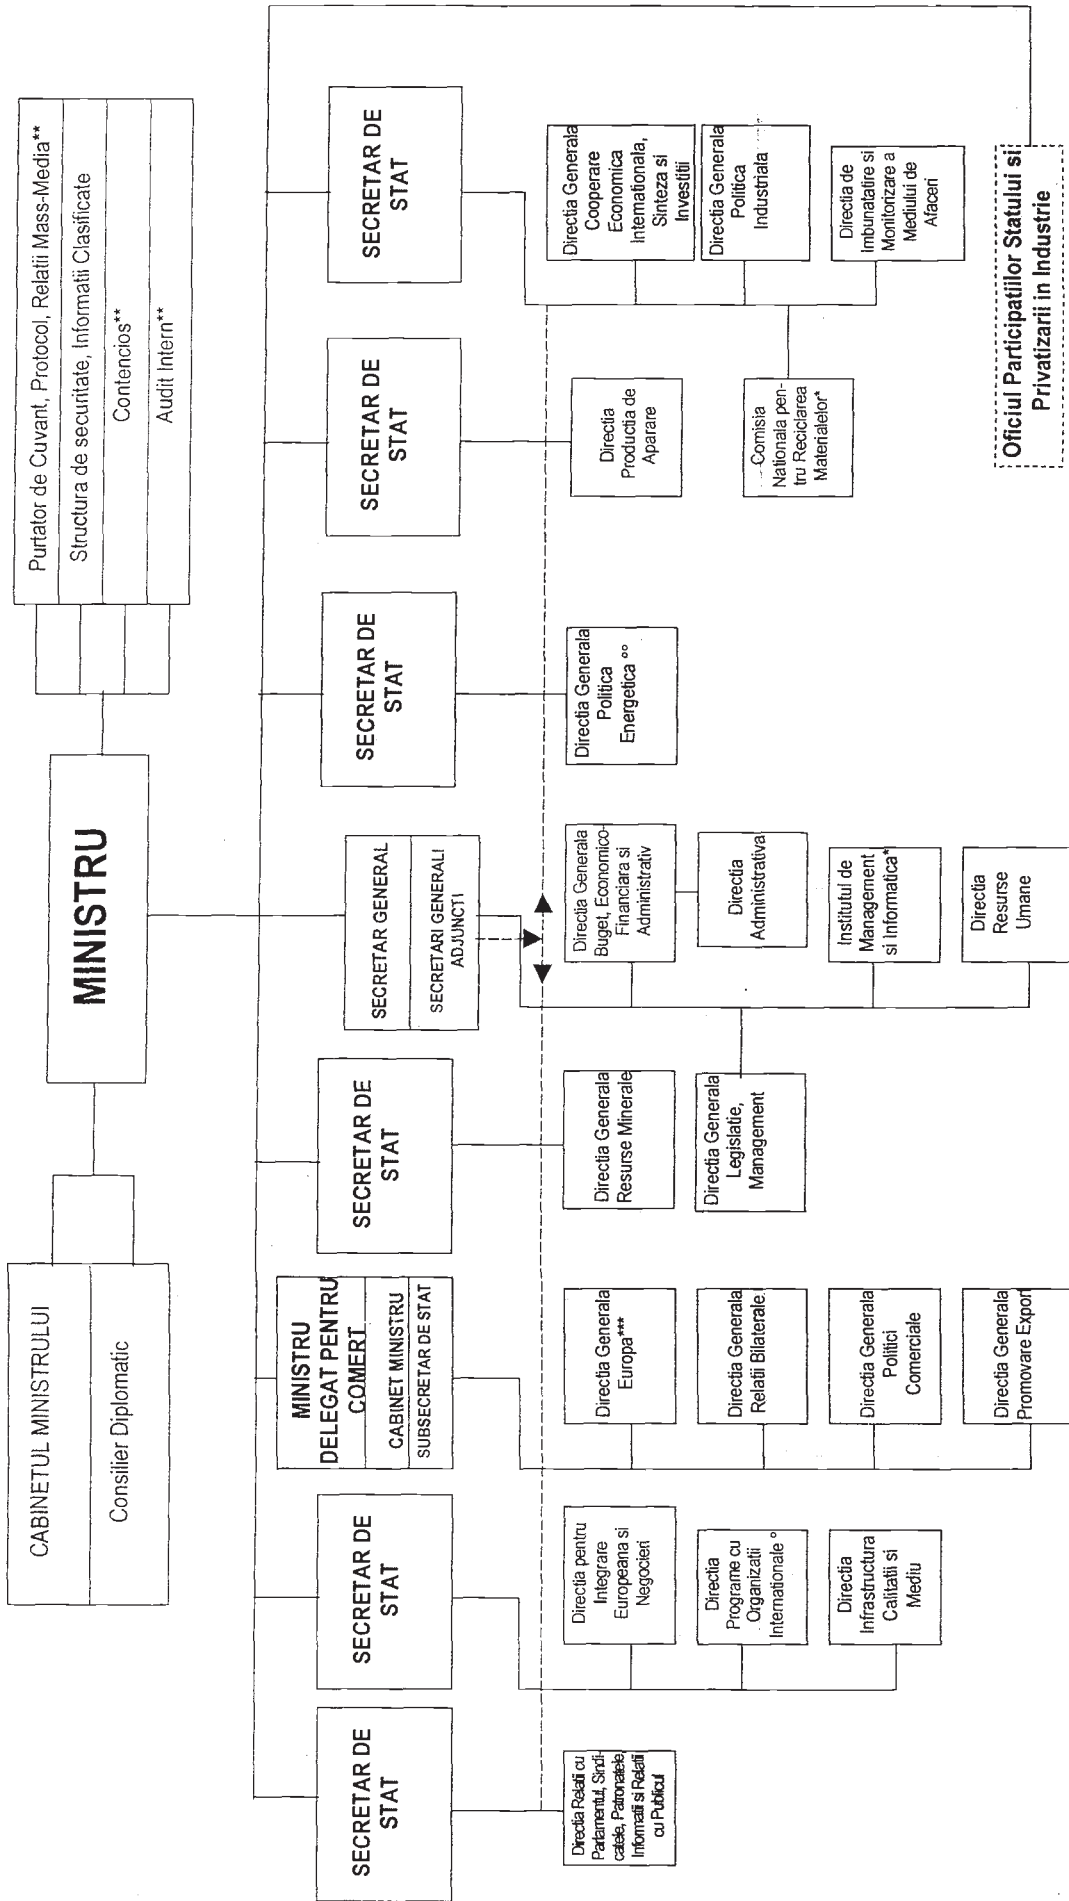 CABINETUL MINISTRULUI
Consilier Diplomatic
MINISTRU
Purtator de Cuvant, Protocol, Relatii Mass-Media**
Structura de securitate, Informatii Clasificate
Contencios**
Audit Intern**
SECRETAR DE
STAT
SECRETAR DE
STAT
MINISTRU
DELEGAT PENTRU
COMERT
CABINET MINISTRU
SUBSECRETAR DE STAT
SECRETAR DE
STAT
SECRETAR GENERAL
SECRETARI GENERALI
ADJUNCTI
SECRETAR DE
STAT
SECRETAR DE
STAT
SECRETAR DE
STAT
Directia Relatii cu
Parlamentul, Sindi-
catele, Patronatele,
Informatii si Relatii
cu Publicul
Directia pentru
Integrare
Europeana si
Negocieri
Directia
Programe cu
Organizatii
Internationale °
Directia
Infrastructura
Calitatii si
Mediu
Directia Generala
Europa***
Directia Generala
Relatii Bilaterale
Directia Generala
Politici
Comerciale
Directia Generala
Promovare Export
Directia Generala
Resurse Minerale
Directia Generala
Legislatie,
Management
Directia Generala
Buget, Economico-
Financiara si
Administrativ
Directia
Administrativa
Institutul de
Management
si Informatica*
Directia
Resurse
Umane
Directia Generala
Politica
Energetica °°
Directia
Productia de
Aparare
Comisia
Nationala pen-
tru Reciclarea
Materialelor*
Directia Generala
Cooperare
Economica
Internationala,
Sinteza si
Investitii
Directia Generala
Politica
Industriala
Directia de
Imbunatatire si
Monitorizare a
Mediului de
Afaceri
Oficiul Participatiilor Statului si
Privatizarii in Industrie